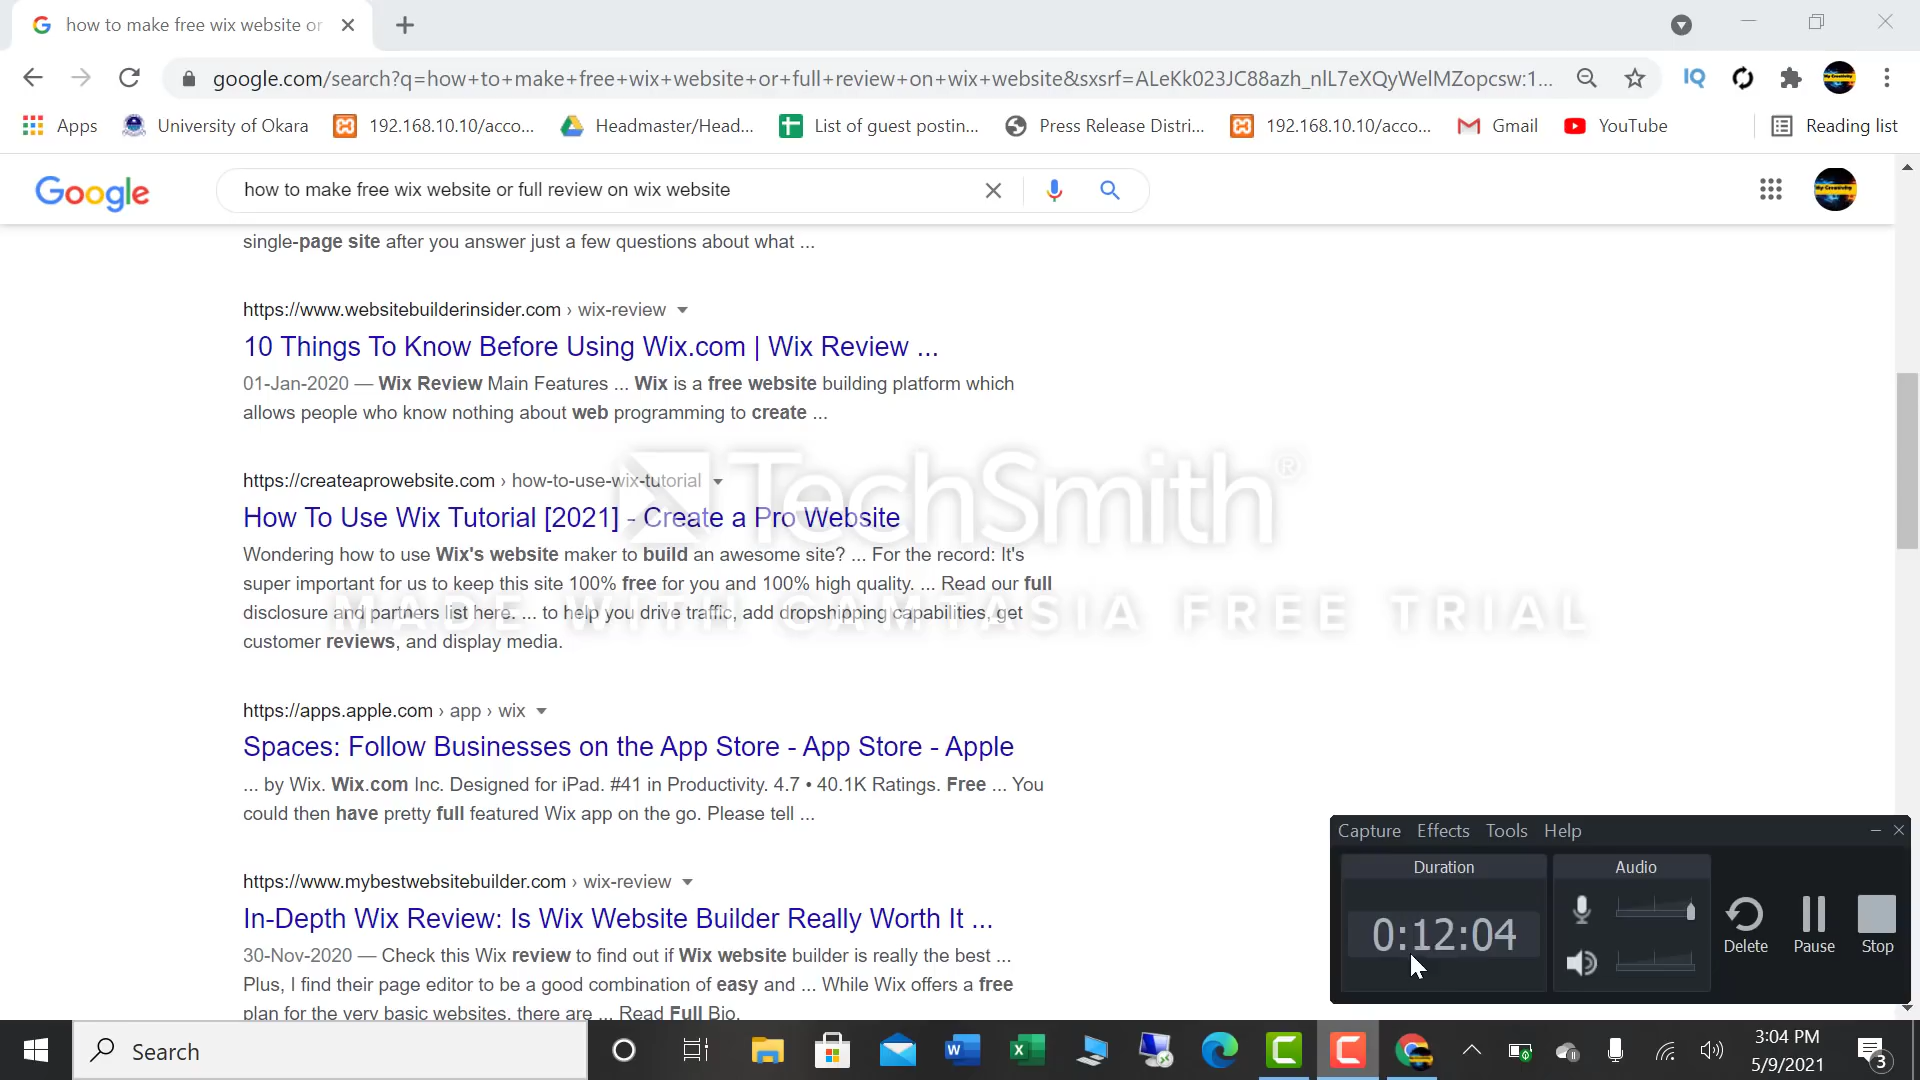 how to make free wix website or
google.com/search?q=how+to+make+free+wix+website+or+full+review+on+wix+website&sxsrf=ALeKk023JC88azh_nlL7eXQyWelMZopcsw:1...
IQ
Apps University of Okara 192.168.10.10/acco... Headmaster/Head... List of guest postin... Press Release Distri... 192.168.10.10/acco... Gmail YouTube Reading list
Google how to make free wix website or full review on wix website
single-page site after you answer just a few questions about what ...
https://www.websitebuilderinsider.com › wix-review
10 Things To Know Before Using Wix.com | Wix Review ...
01-Jan-2020 — Wix Review Main Features ... Wix is a free website building platform which
allows people who know nothing about web programming to create ...
https://createaprowebsite.com › how-to-use-wix-tutorial
How To Use Wix Tutorial [2021] - Create a Pro Website
Wondering how to use Wix's website maker to build an awesome site? ... For the record: It's
super important for us to keep this site 100% free for you and 100% high quality. ... Read our full
disclosure and partners list here. ... to help you drive traffic, add dropshipping capabilities, get
customer reviews, and display media.
TechSmith®
MADE WITH CAMTASIA FREE TRIAL
https://apps.apple.com › app › wix
Spaces: Follow Businesses on the App Store - App Store - Apple
... by Wix. Wix.com Inc. Designed for iPad. #41 in Productivity. 4.7 • 40.1K Ratings. Free ... You
could then have pretty full featured Wix app on the go. Please tell ...
https://www.mybestwebsitebuilder.com › wix-review
In-Depth Wix Review: Is Wix Website Builder Really Worth It ...
30-Nov-2020 — Check this Wix review to find out if Wix website builder is really the best ...
Plus, I find their page editor to be a good combination of easy and ... While Wix offers a free
plan for the very basic websites, there are ... Read Full Bio.
Capture Effects Tools Help
Duration Audio
0:12:04
Delete Pause Stop
Search
3:04 PM
5/9/2021
3